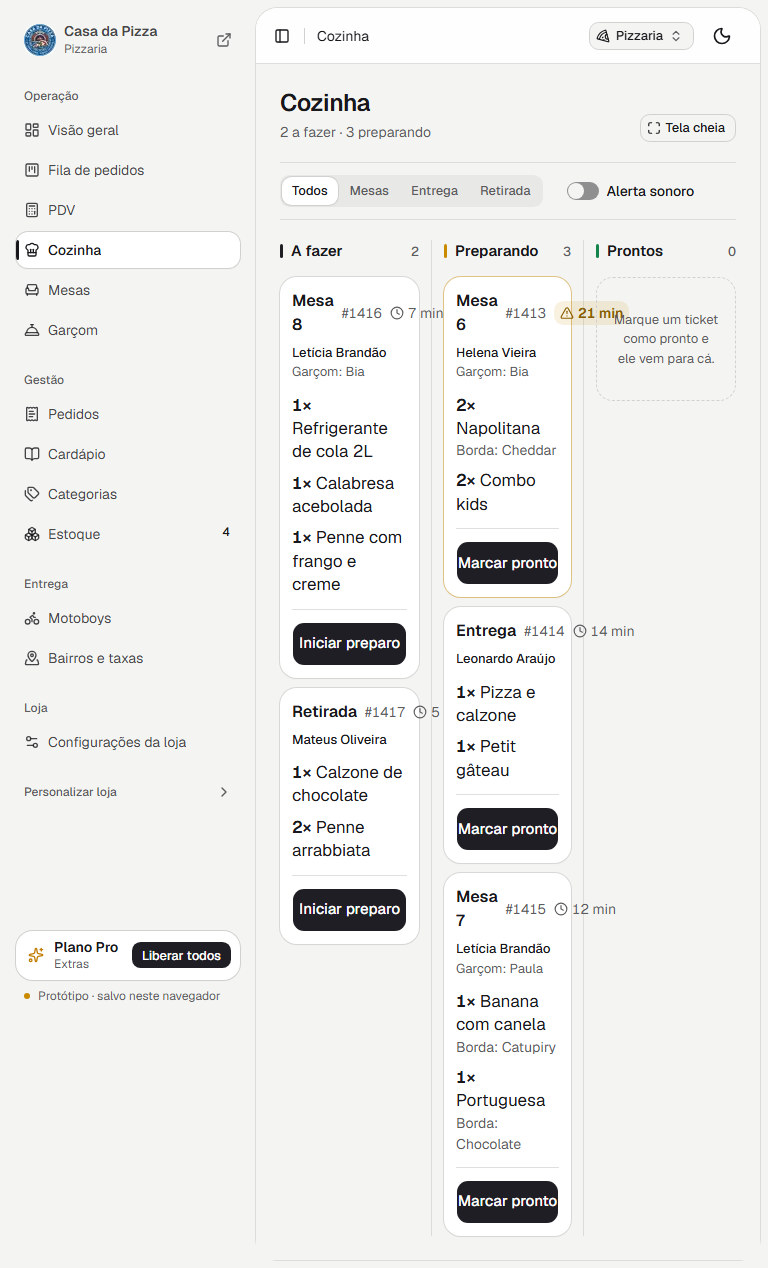 Casa da Pizza
Pizzaria
Operação
Visão geral
Fila de pedidos
PDV
Cozinha
Mesas
Garçom
Gestão
Pedidos
Cardápio
Categorias
Estoque 4
Entrega
Motoboys
Bairros e taxas
Loja
Configurações da loja
Personalizar loja
Plano Pro
Extras
Liberar todos
Protótipo · salvo neste navegador
Cozinha
Pizzaria
Cozinha
2 a fazer · 3 preparando
Tela cheia
Todos Mesas Entrega Retirada
Alerta sonoro
A fazer 2
Mesa
8
#1416 7 min
Letícia Brandão
Garçom: Bia
1×
Refrigerante
de cola 2L
1× Calabresa
acebolada
1× Penne com
frango e
creme
Iniciar preparo
Retirada #1417 5
Mateus Oliveira
1× Calzone de
chocolate
2× Penne
arrabbiata
Iniciar preparo
Preparando 3
Mesa
6
#1413 21 min
Helena Vieira
Garçom: Bia
2×
Napolitana
Borda: Cheddar
2× Combo
kids
Marcar pronto
Entrega #1414 14 min
Leonardo Araújo
1× Pizza e
calzone
1× Petit
gâteau
Marcar pronto
Mesa
7
#1415 12 min
Letícia Brandão
Garçom: Paula
1× Banana
com canela
Borda: Catupiry
1×
Portuguesa
Borda:
Chocolate
Marcar pronto
Prontos 0
Marque um ticket
como pronto e
ele vem para cá.